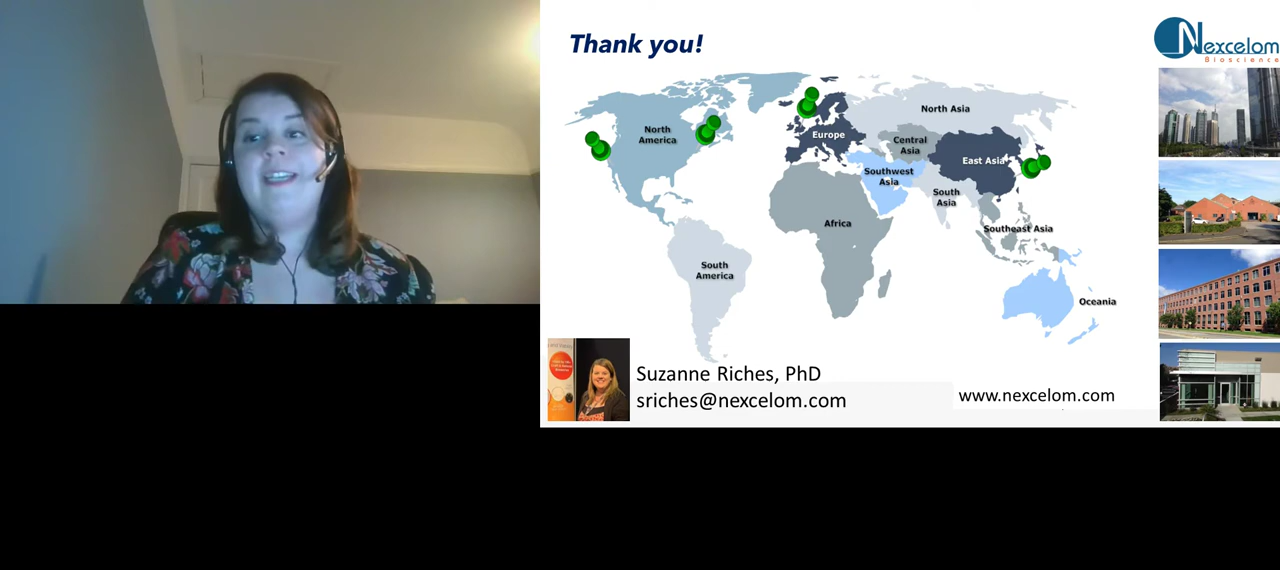 Thank you!
Nexcelom
Bioscience
North Asia
North
America
Europe
Central
Asia
East Asia
Southwest
Asia
South
Asia
Africa
Southeast Asia
South
America
Oceania
Suzanne Riches, PhD
sriches@nexcelom.com
www.nexcelom.com